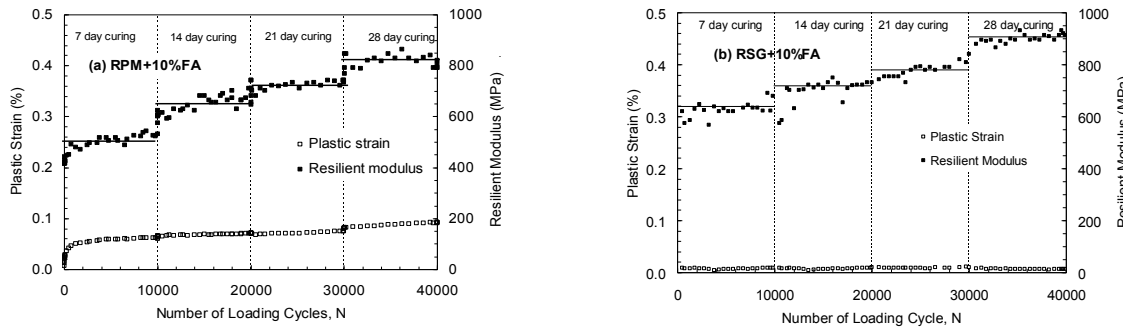 0.5
0.4
0.3
0.2
0.1
0.0
Plastic Strain (%)
7 day curing
14 day curing
21 day curing
28 day curing
(a) RPM+10%FA
Plastic strain
Resilient modulus
1000
800
600
400
200
0
Resilient Modulus (MPa)
0
10000
20000
30000
40000
Number of Loading Cycles, N
0.5
0.4
0.3
0.2
0.1
0.0
Plastic Strain (%)
7 day curing
14 day curing
21 day curing
28 day curing
(b) RSG+10%FA
Plastic Strain
Resilient Modulus
1000
800
600
400
200
0
Resilient Modulus (MPa)
0
10000
20000
30000
40000
Number of Loading Cycle, N